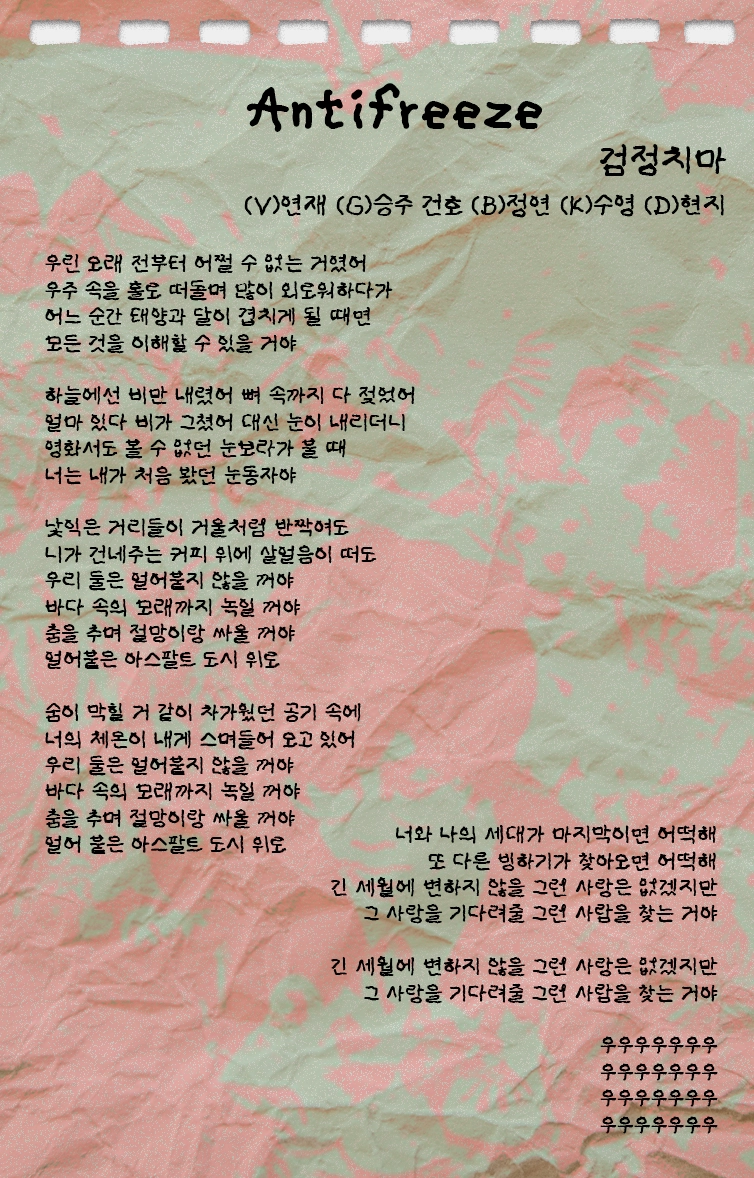 Antifreeze
검정치마
(V)연재 (G)승주 건호 (B)정연 (K)수영 (D)현지
우린 오래 전부터 어쩔 수 없는 거였어
우주 속을 홀로 떠돌며 많이 외로워하다가
어느 순간 태양과 달이 겹치게 될 때면
모든 것을 이해할 수 있을 거야
하늘에선 비만 내렸어 뼈 속까지 다 젖었어
얼마 있다 비가 그쳤어 대신 눈이 내리더니
영화서도 볼 수 없던 눈보라가 불 때
너는 내가 처음 봤던 눈동자야
낯익은 거리들이 거울처럼 반짝여도
니가 건네주는 커피 위에 살얼음이 떠도
우리 둘은 얼어붙지 않을 꺼야
바다 속의 모래까지 녹일 꺼야
춤을 추며 절망이랑 싸울 꺼야
얼어붙은 아스팔트 도시 위로
숨이 막힐 거 같이 차가웠던 공기 속에
너의 체온이 내게 스며들어 오고 있어
우리 둘은 얼어붙지 않을 꺼야
바다 속의 모래까지 녹일 꺼야
춤을 추며 절망이랑 싸울 꺼야
얼어 붙은 아스팔트 도시 위로
너와 나의 세대가 마지막이면 어떡해
또 다른 빙하기가 찾아오면 어떡해
긴 세월에 변하지 않을 그런 사랑은 없겠지만
그 사랑을 기다려줄 그런 사람을 찾는 거야
긴 세월에 변하지 않을 그런 사랑은 없겠지만
그 사랑을 기다려줄 그런 사람을 찾는 거야
우우우우우우우
우우우우우우우
우우우우우우우
우우우우우우우